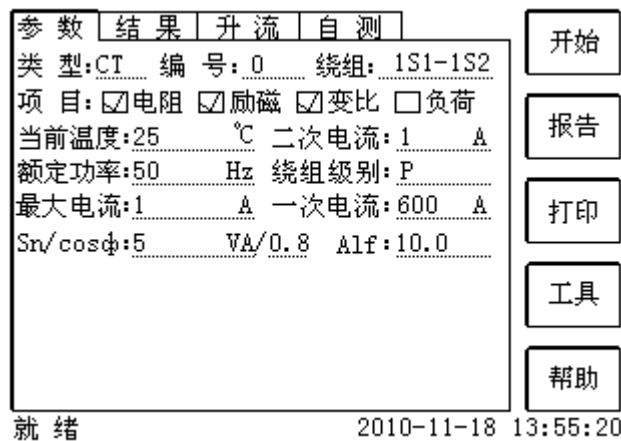 参 数 结 果 升 流 自 测
类 型:CT 编 号:0 绕组: 1S1-1S2
项 目: 电阻 励磁 变比 负荷
当前温度:25 ℃ 二次电流:1 A
额定功率:50 Hz 绕组级别:P
最大电流:1 A 一次电流:600 A
Sn/cosф:5 VA/0.8 Alf:10.0
开始
报告
打印
工具
帮助
就 绪 2010-11-18 13:55:20